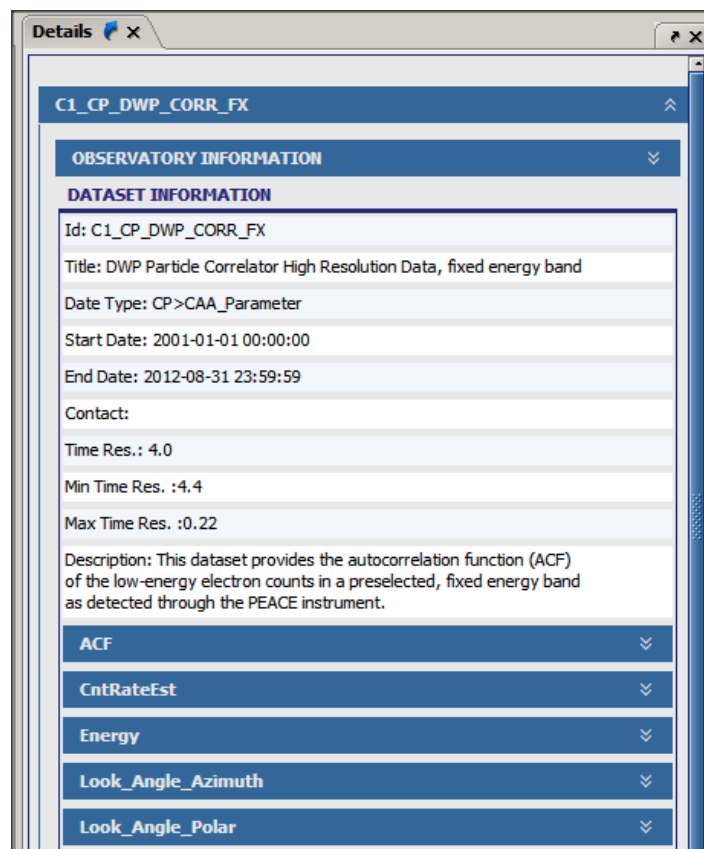 Details
C1_CP_DWP_CORR_FX
OBSERVATORY INFORMATION
DATASET INFORMATION
Id: C1_CP_DWP_CORR_FX
Title: DWP Particle Correlator High Resolution Data, fixed energy band
Date Type: CP>CAA_Parameter
Start Date: 2001-01-01 00:00:00
End Date: 2012-08-31 23:59:59
Contact:
Time Res.: 4.0
Min Time Res. :4.4
Max Time Res. :0.22
Description: This dataset provides the autocorrelation function (ACF)
of the low-energy electron counts in a preselected, fixed energy band
as detected through the PEACE instrument.
ACF
CntRateEst
Energy
Look_Angle_Azimuth
Look_Angle_Polar